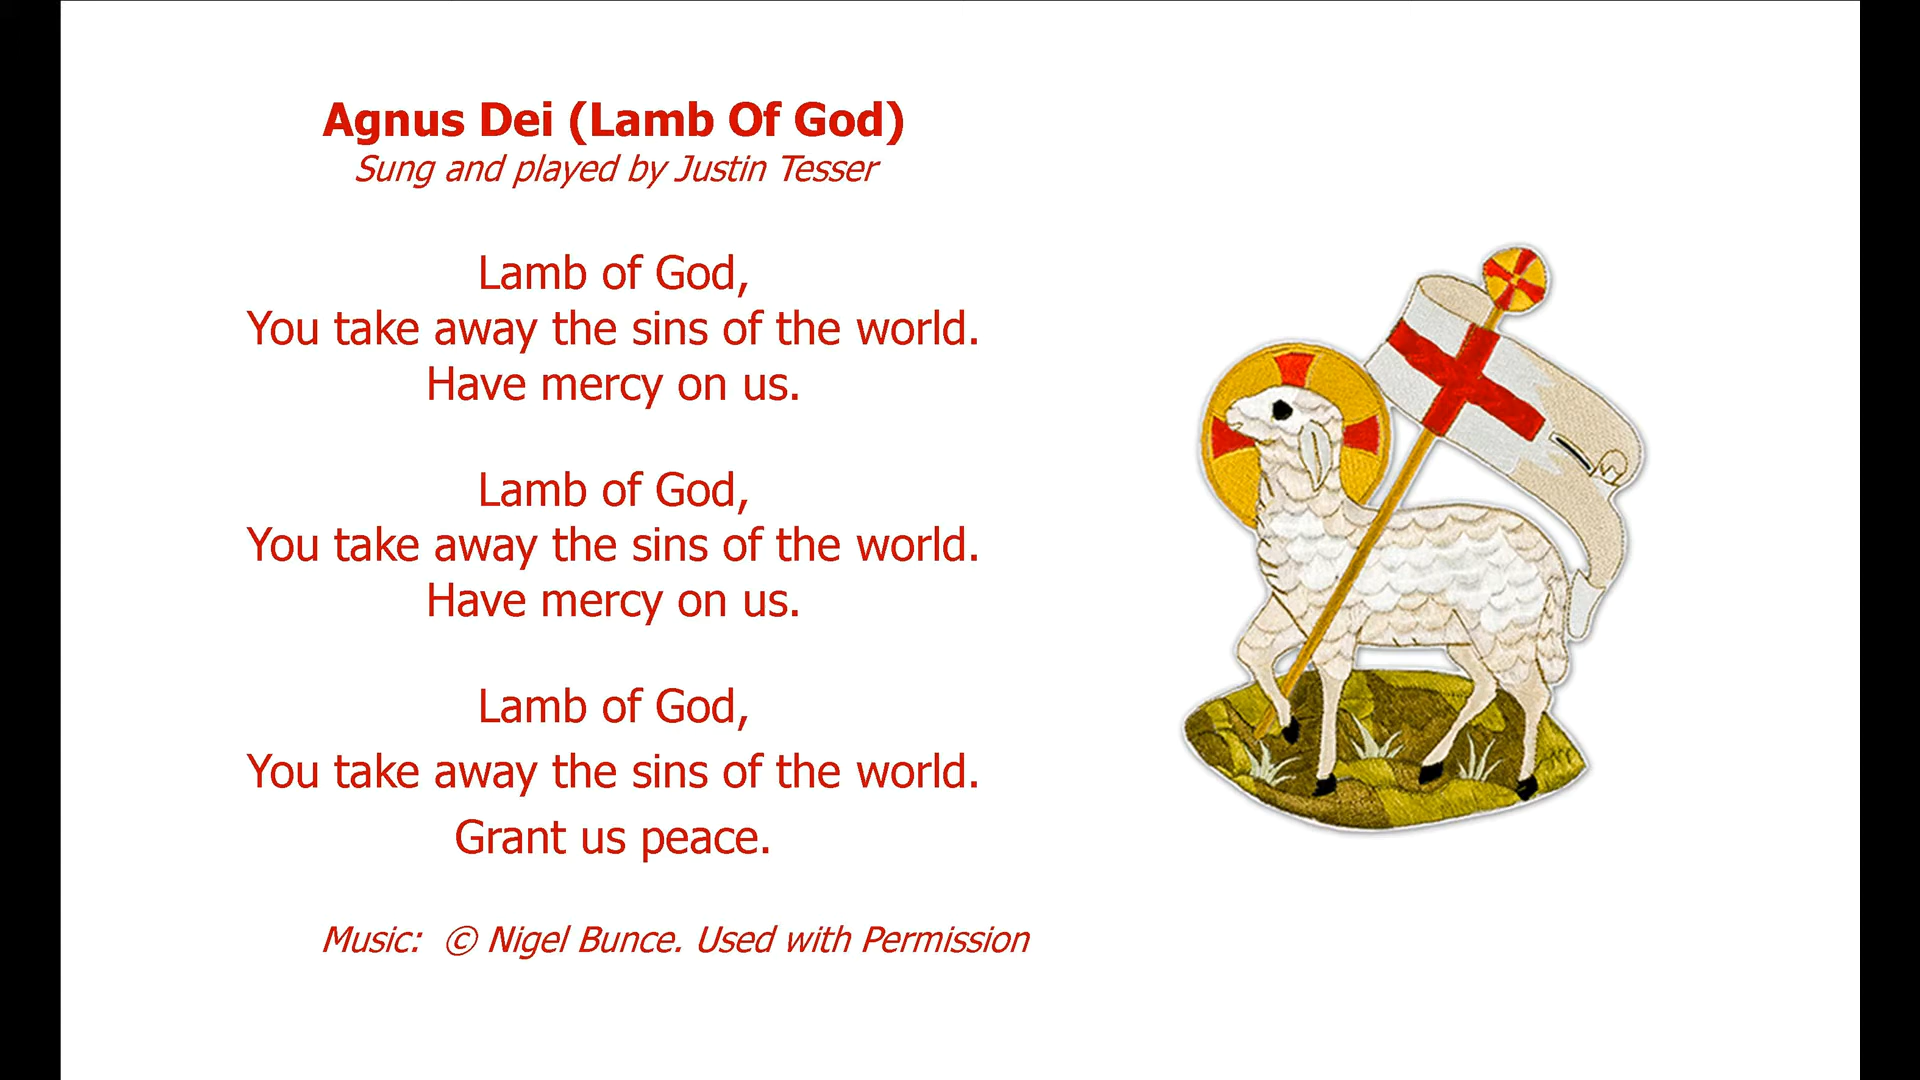 Agnus Dei (Lamb Of God)
Sung and played by Justin Tesser
Lamb of God,
You take away the sins of the world.
Have mercy on us.
Lamb of God,
You take away the sins of the world.
Have mercy on us.
Lamb of God,
You take away the sins of the world.
Grant us peace.
Music: © Nigel Bunce. Used with Permission